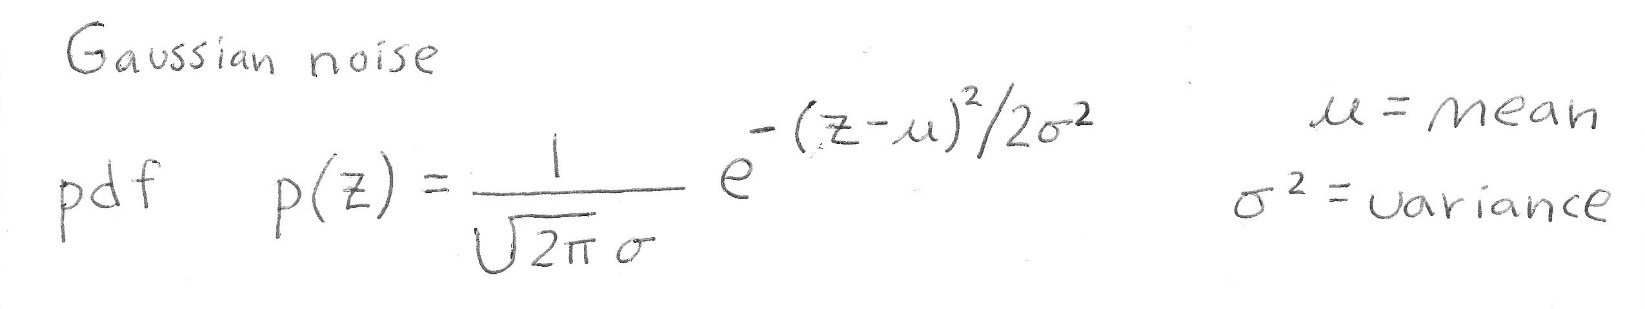 Gaussian noise
pdf p(z) = 1/(√2π σ) e^(-(z-μ)²/2σ²)
μ = mean
σ² = variance